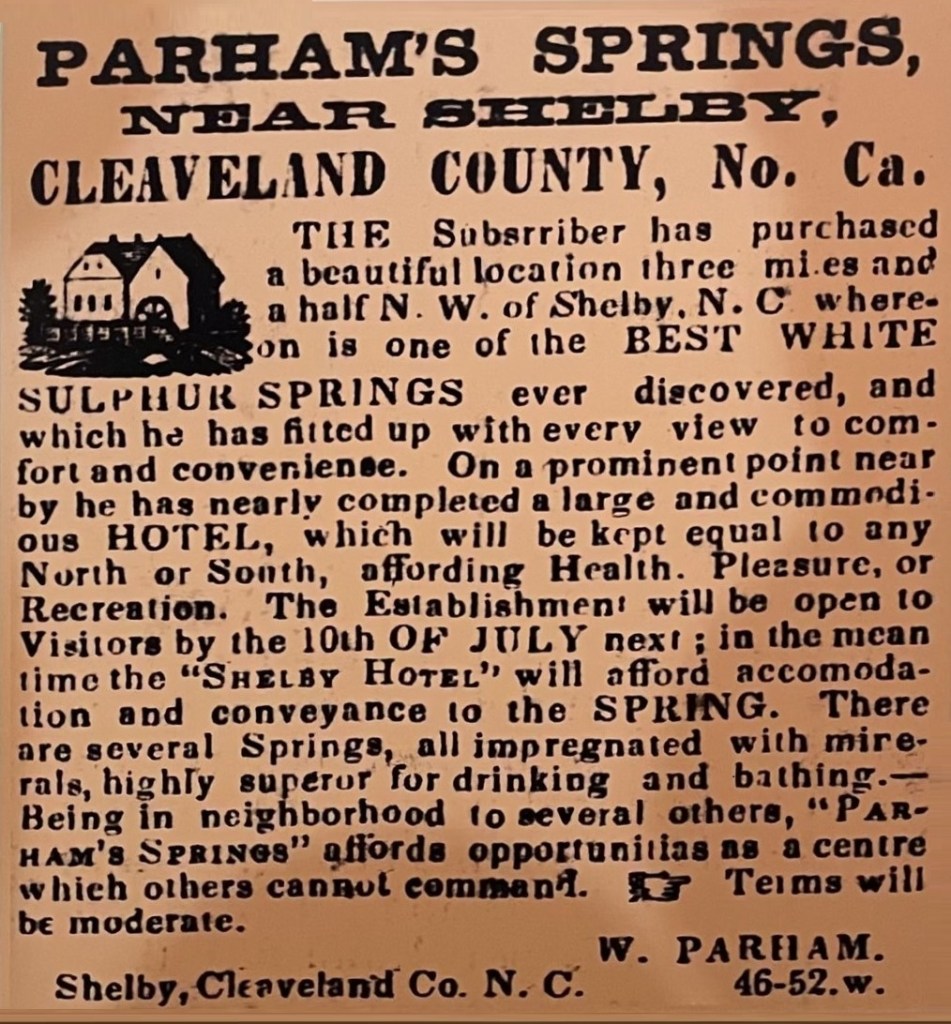 PARHAM'S SPRINGS,
NEAR SHELBY,
CLEAVELAND COUNTY, No. Ca.
THE Subsrriber has purchased
a beautiful location three mi.es and
a half N. W. of Shelby, N. C where-
on is one of the BEST WHITE
SULPHUR SPRINGS ever discovered, and
which he has fitted up with every view to com-
fort and convenience. On a prominent point near
by he has nearly completed a large and commodi-
ous HOTEL, which will be kept equal to any
North or South, affording Health. Pleasure, or
Recreation. The Establishment will be open to
Visitors by the 10th OF JULY next; in the mean
time the "SHELBY HOTEL" will afford accomoda-
tion and conveyance to the SPRING. There
are several Springs, all impregnated with mire-
rals, highly superor for drinking and bathing.—
Being in neighborhood to several others, "PAR-
HAM'S SPRINGS" affords opportunitias as a centre
which others cannot command. ☞ Terms will
be moderate.
W. PARHAM.
Shelby, Cleaveland Co. N. C. 46-52.w.